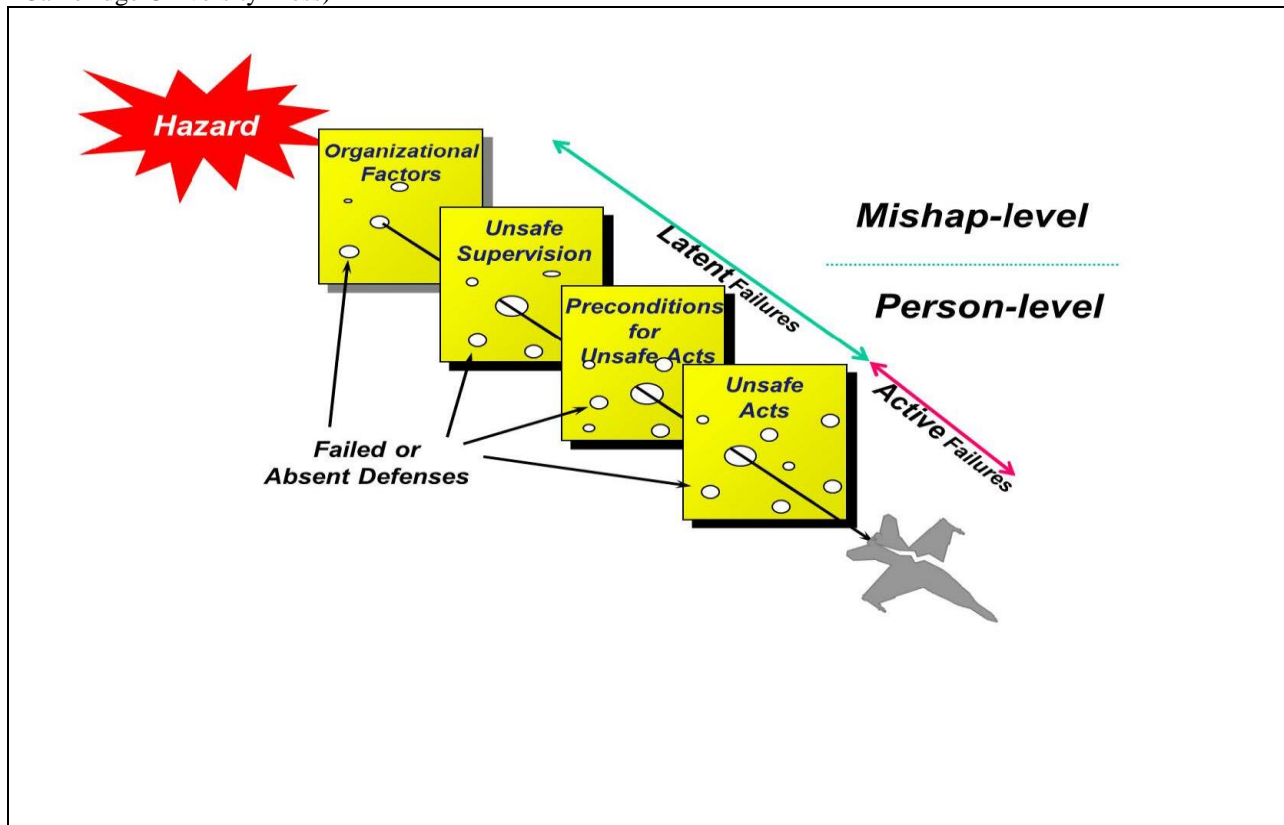 Hazard
Organizational
Factors
Unsafe
Supervision
Preconditions
for
Unsafe Acts
Unsafe
Acts
Latent Failures
Active Failures
Mishap-level
Person-level
Failed or
Absent Defenses